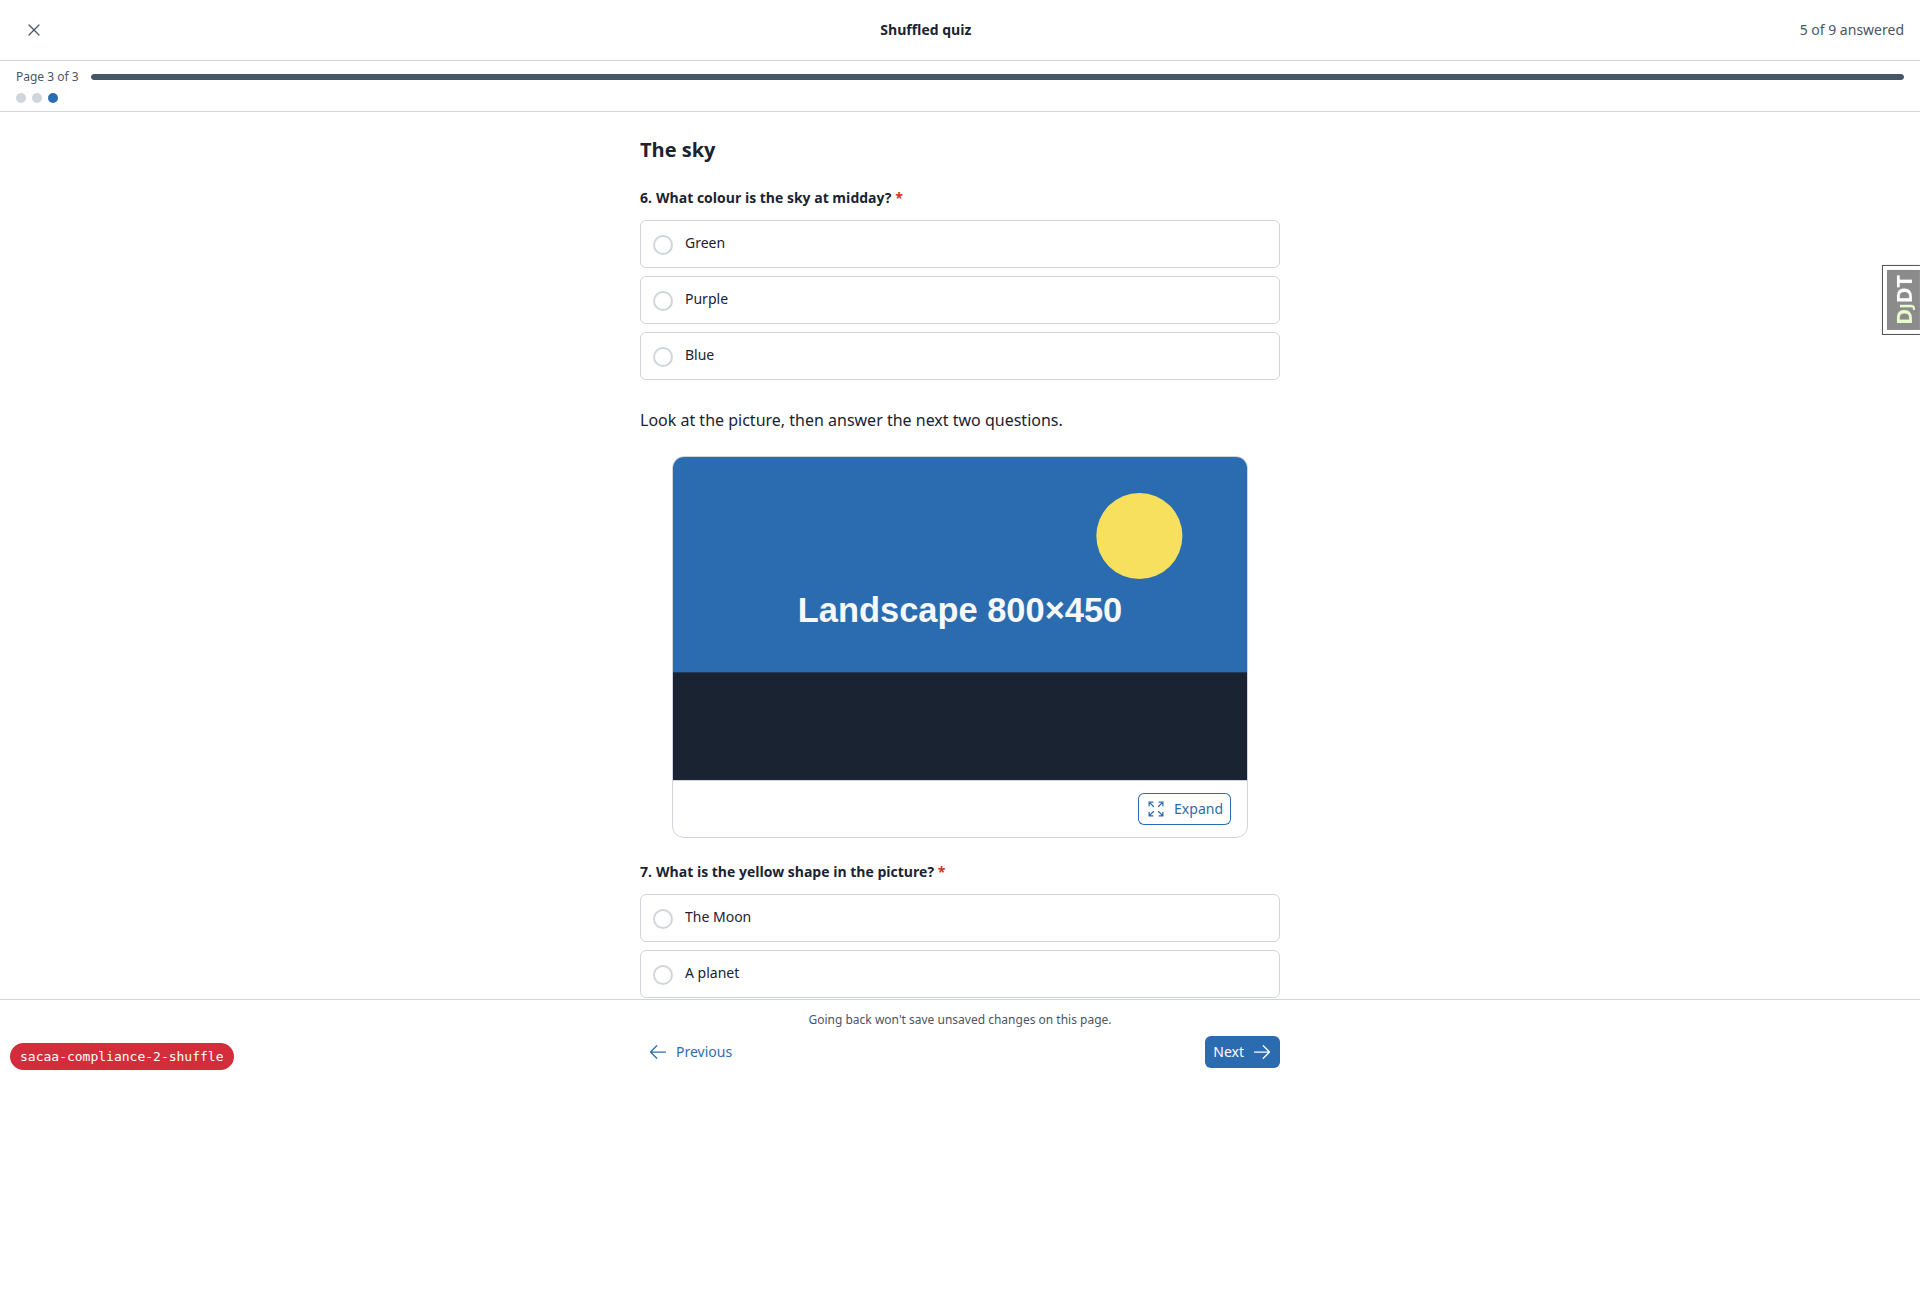 Shuffled quiz
5 of 9 answered
Page 3 of 3
The sky
6. What colour is the sky at midday? *
Green
Purple
Blue
DjDT
Look at the picture, then answer the next two questions.
Landscape 800×450
Expand
7. What is the yellow shape in the picture? *
The Moon
A planet
Going back won't save unsaved changes on this page.
Previous
Next
sacaa-compliance-2-shuffle